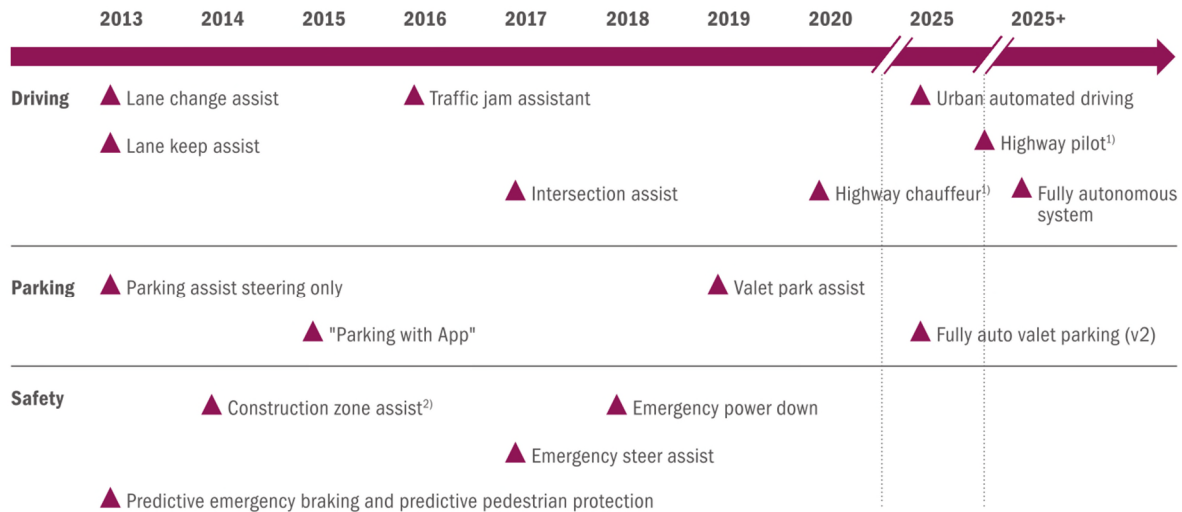 2013 2014 2015 2016 2017 2018 2019 2020 2025 2025+
Driving Lane change assist Traffic jam assistant Urban automated driving
Lane keep assist Highway pilot1)
Intersection assist Highway chauffeur1) Fully autonomous
system
Parking Parking assist steering only Valet park assist
"Parking with App" Fully auto valet parking (v2)
Safety
Construction zone assist2) Emergency power down
Emergency steer assist
Predictive emergency braking and predictive pedestrian protection